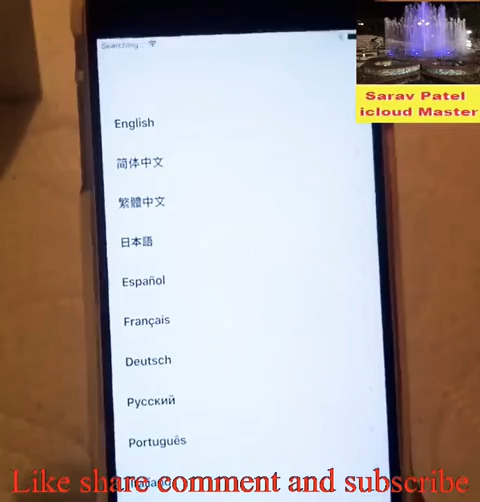 Searching...
Sarav Patel
icloud Master
English
简体中文
繁體中文
日本語
Español
Français
Deutsch
Русский
Português
Italiano
Like share comment and subscribe